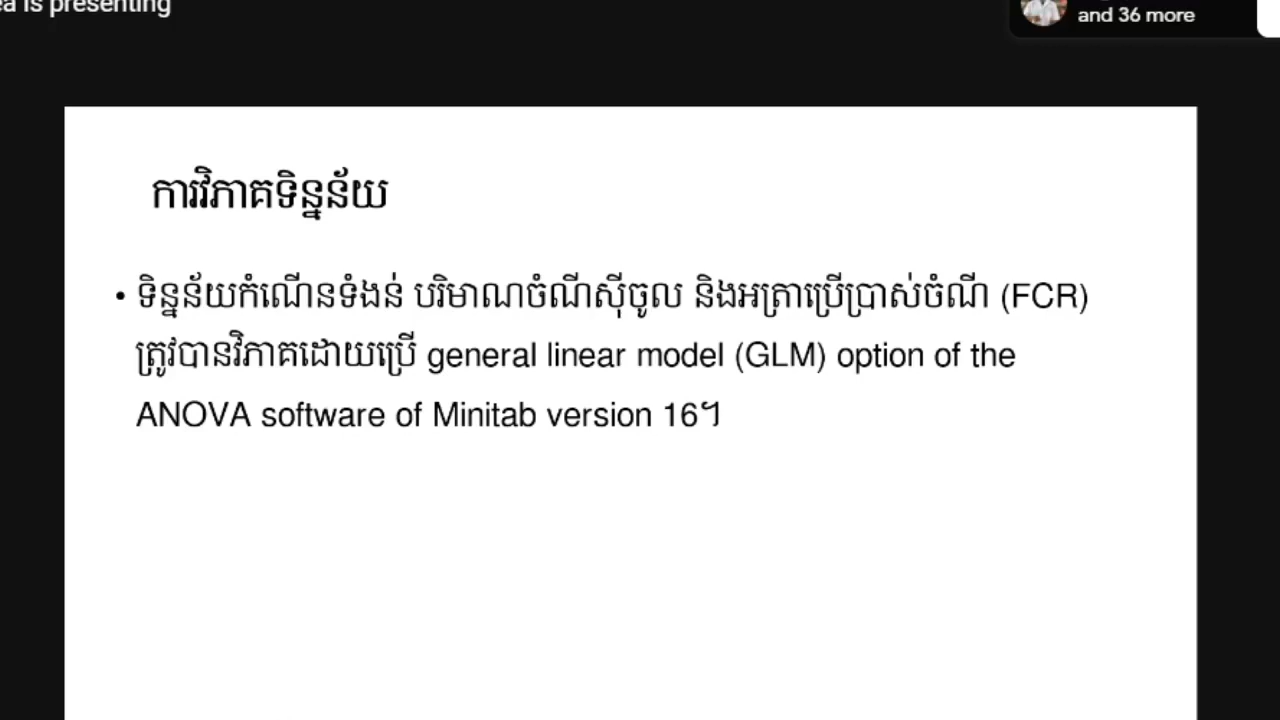 is presenting
and 36 more
ការវិភាគទិន្នន័យ
• ទិន្នន័យកំណើនទំងន់ បរិមាណចំណីស៊ីចូល និងអត្រាប្រើប្រាស់ចំណី (FCR)
ត្រូវបានវិភាគដោយប្រើ general linear model (GLM) option of the
ANOVA software of Minitab version 16។